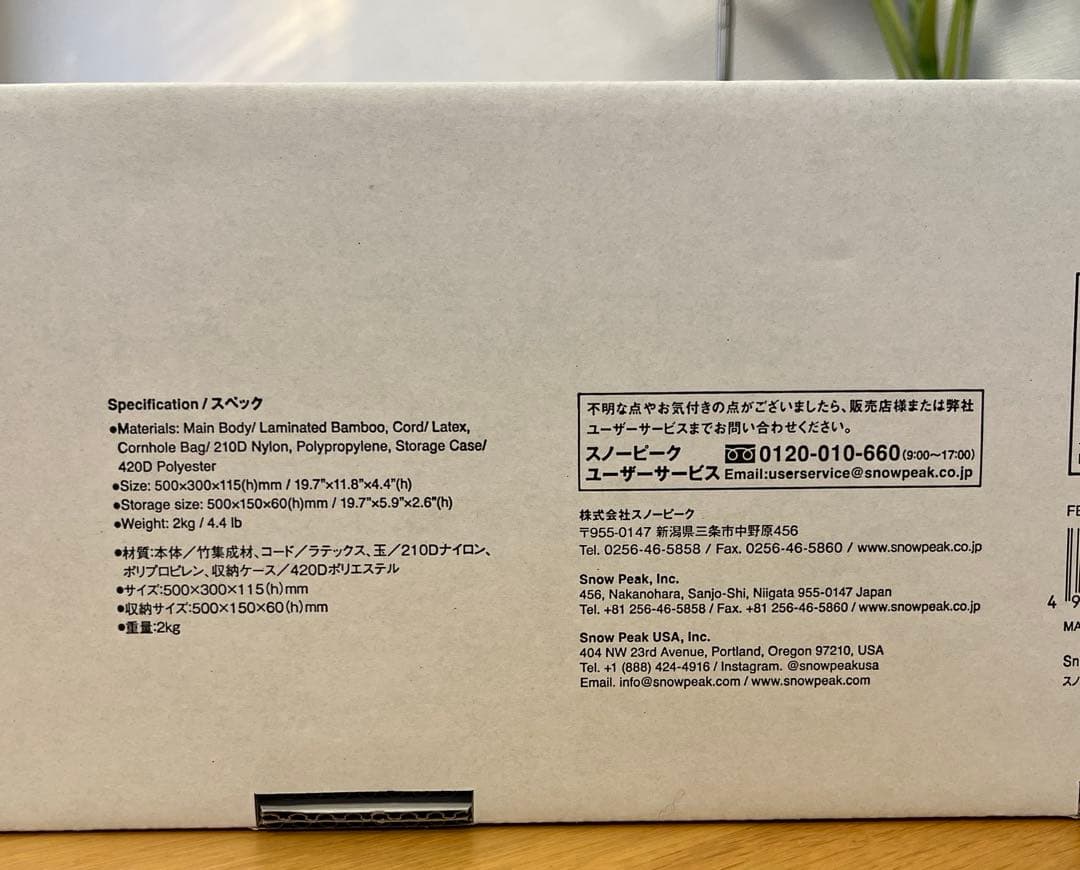 Specification / スペック
●Materials: Main Body/ Laminated Bamboo, Cord/ Latex,
Cornhole Bag/ 210D Nylon, Polypropylene, Storage Case/
420D Polyester
●Size: 500×300×115(h)mm / 19.7"×11.8"×4.4"(h)
●Storage size: 500×150×60(h)mm / 19.7"×5.9"×2.6"(h)
●Weight: 2kg / 4.4 lb
●材質:本体/竹集成材、コード/ラテックス、玉/210Dナイロン、
ポリプロピレン、収納ケース/420Dポリエステル
●サイズ:500×300×115(h)mm
●収納サイズ:500×150×60(h)mm
●重量:2kg
不明な点やお気付きの点がございましたら、販売店様または弊社
ユーザーサービスまでお問い合わせください。
スノーピーク 0120-010-660(9:00〜17:00)
ユーザーサービス Email:userservice@snowpeak.co.jp
株式会社スノーピーク
〒955-0147 新潟県三条市中野原456
Tel. 0256-46-5858 / Fax. 0256-46-5860 / www.snowpeak.co.jp
Snow Peak, Inc.
456, Nakanohara, Sanjo-Shi, Niigata 955-0147 Japan
Tel. +81 256-46-5858 / Fax. +81 256-46-5860 / www.snowpeak.co.jp
Snow Peak USA, Inc.
404 NW 23rd Avenue, Portland, Oregon 97210, USA
Tel. +1 (888) 424-4916 / Instagram. @snowpeakusa
Email. info@snowpeak.com / www.snowpeak.com
FE
4 9
MA
Sn
スノ